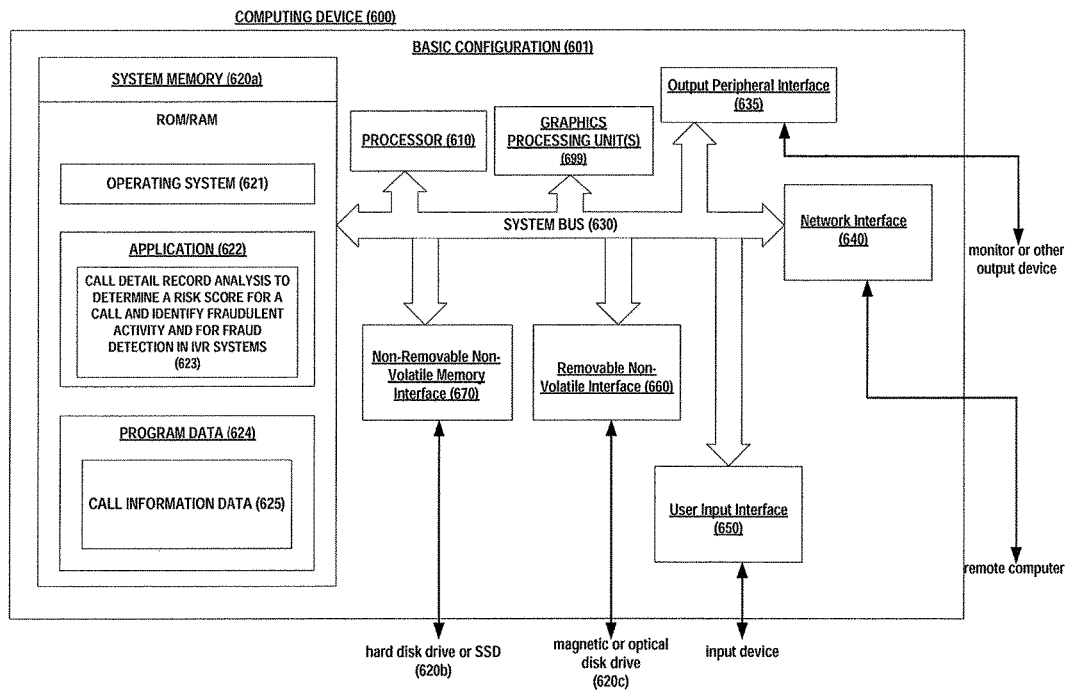 COMPUTING DEVICE (600)
BASIC CONFIGURATION (601)
SYSTEM MEMORY (620a)
ROM/RAM
OPERATING SYSTEM (621)
APPLICATION (622)
CALL DETAIL RECORD ANALYSIS TO
DETERMINE A RISK SCORE FOR A
CALL AND IDENTIFY FRAUDULENT
ACTIVITY AND FOR FRAUD
DETECTION IN IVR SYSTEMS
(623)
PROGRAM DATA (624)
CALL INFORMATION DATA (625)
PROCESSOR (610)
GRAPHICS
PROCESSING UNIT(S)
(699)
Output Peripheral Interface
(635)
SYSTEM BUS (630)
Network Interface
(640)
monitor or other
output device
Non-Removable Non-
Volatile Memory
Interface (670)
Removable Non-
Volatile Interface (660)
User Input Interface
(650)
remote computer
hard disk drive or SSD
(620b)
magnetic or optical
disk drive
(620c)
input device